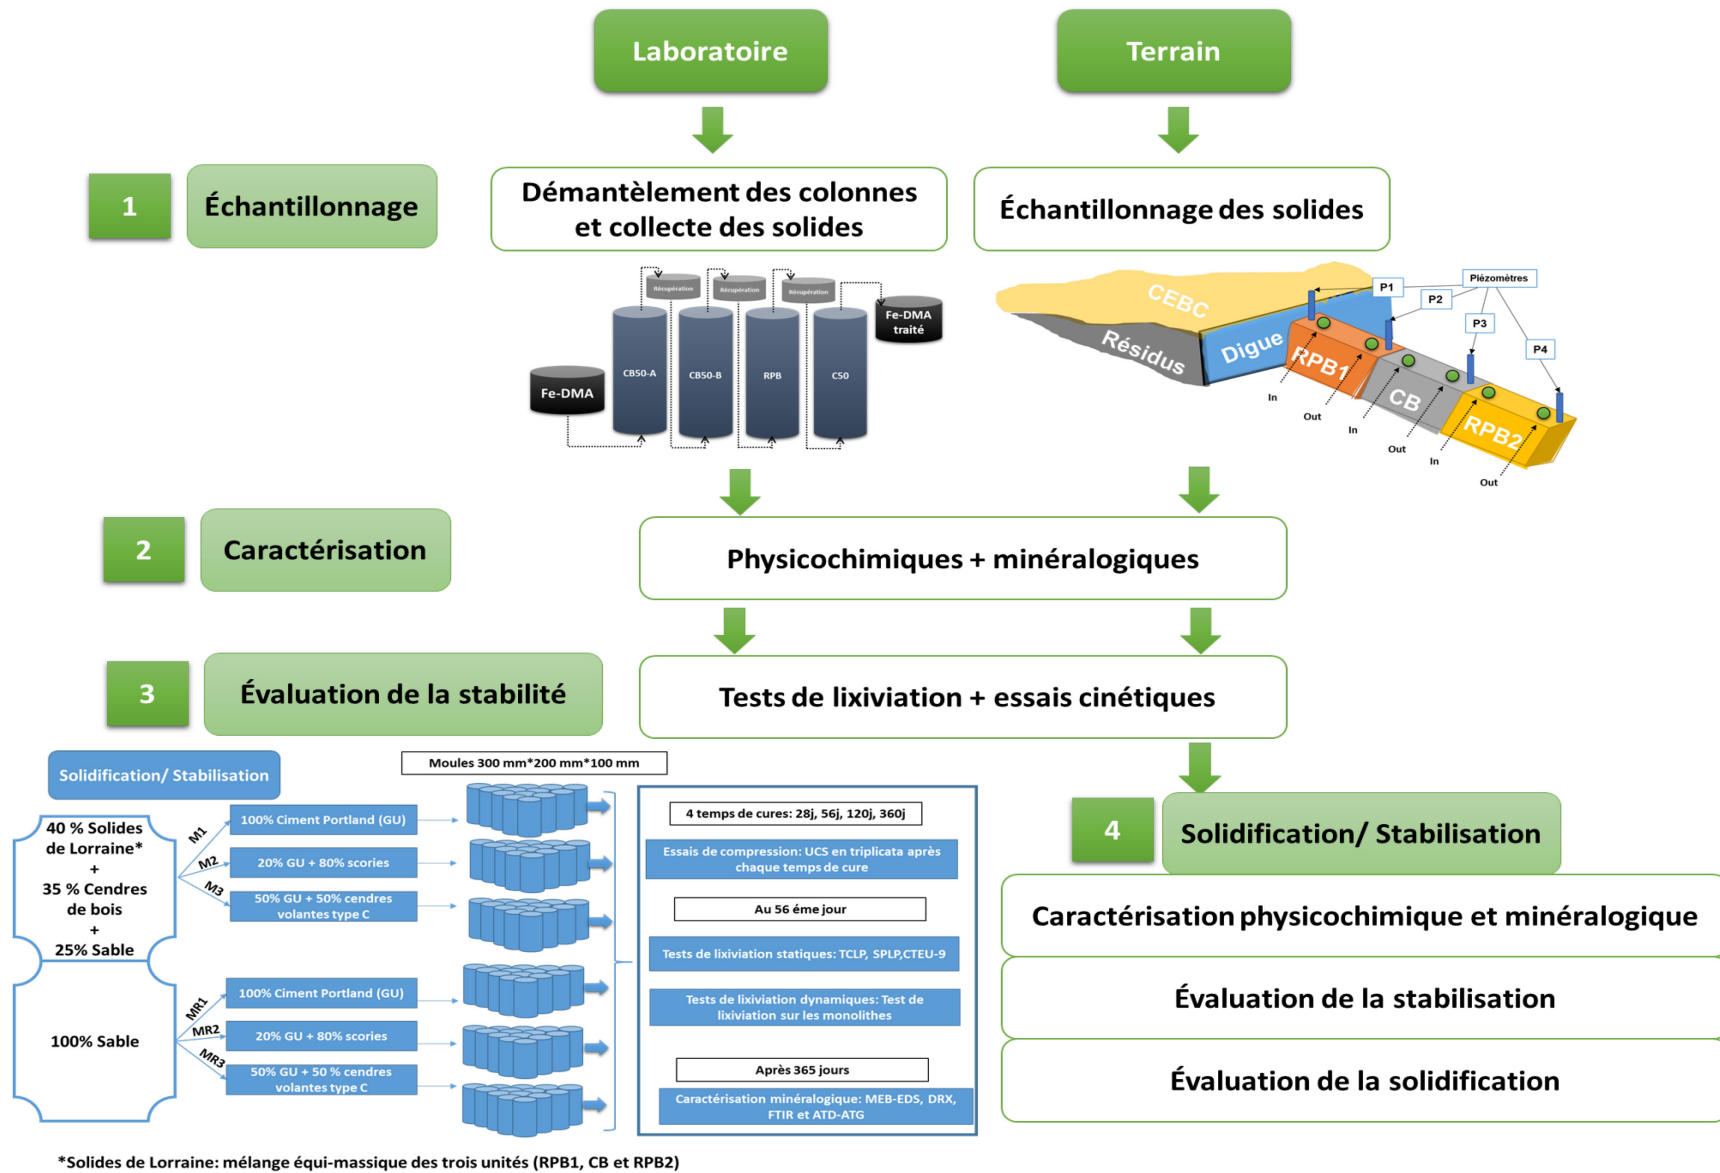 Laboratoire
Terrain
1
Échantillonnage
Démantèlement des colonnes
et collecte des solides
Échantillonnage des solides
Récupération
Récupération
Récupération
Fe-DMA
traité
CB50-A
CB50-B
RPB
C50
Fe-DMA
CEBC
Résidus
Digue
RPB1
CB
RPB2
Piézomètres
P1
P2
P3
P4
In
Out
In
Out
In
Out
2
Caractérisation
Physicochimiques + minéralogiques
3
Évaluation de la stabilité
Tests de lixiviation + essais cinétiques
Solidification/ Stabilisation
Moules 300 mm*200 mm*100 mm
40 % Solides
de Lorraine*
+
35 % Cendres
de bois
+
25% Sable
M1
M2
M3
100% Ciment Portland (GU)
20% GU + 80% scories
50% GU + 50% cendres
volantes type C
100% Sable
MR1
MR2
MR3
100% Ciment Portland (GU)
20% GU + 80% scories
50% GU + 50 % cendres
volantes type C
4 temps de cures: 28j, 56j, 120j, 360j
Essais de compression: UCS en triplicata après
chaque temps de cure
Au 56 éme jour
Tests de lixiviation statiques: TCLP, SPLP,CTEU-9
Tests de lixiviation dynamiques: Test de
lixiviation sur les monolithes
Après 365 jours
Caractérisation minéralogique: MEB-EDS, DRX,
FTIR et ATD-ATG
4
Solidification/ Stabilisation
Caractérisation physicochimique et minéralogique
Évaluation de la stabilisation
Évaluation de la solidification
*Solides de Lorraine: mélange équi-massique des trois unités (RPB1, CB et RPB2)